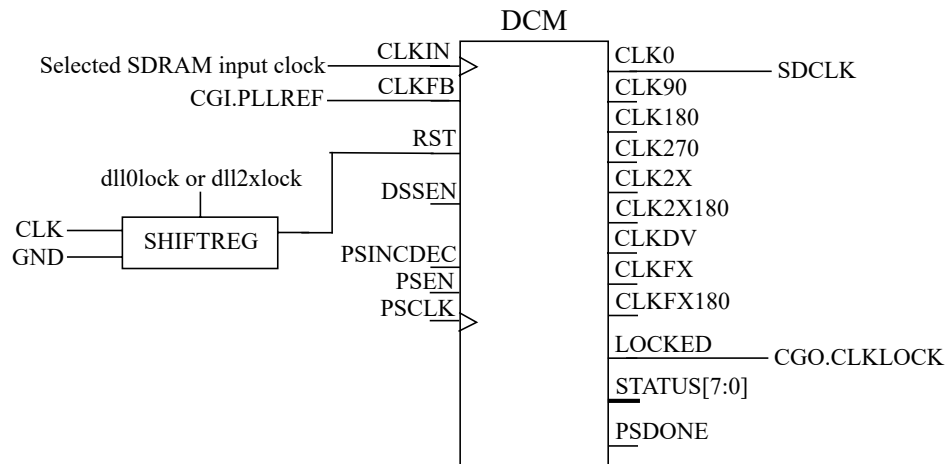 DCM
Selected SDRAM input clock
CLKIN
CGI.PLLREF
CLKFB
RST
dll0lock or dll2xlock
DSSEN
CLK
GND
SHIFTREG
PSINCDEC
PSEN
PSCLK
CLK0
SDCLK
CLK90
CLK180
CLK270
CLK2X
CLK2X180
CLKDV
CLKFX
CLKFX180
LOCKED
CGO.CLKLOCK
STATUS[7:0]
PSDONE